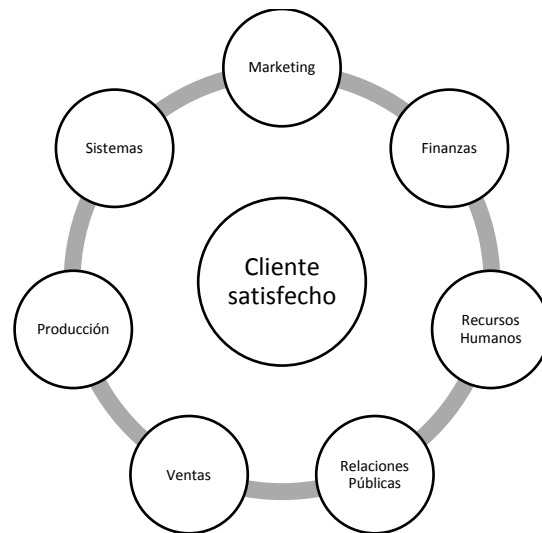 Marketing
Finanzas
Recursos
Humanos
Relaciones
Públicas
Ventas
Producción
Sistemas
Cliente
satisfecho